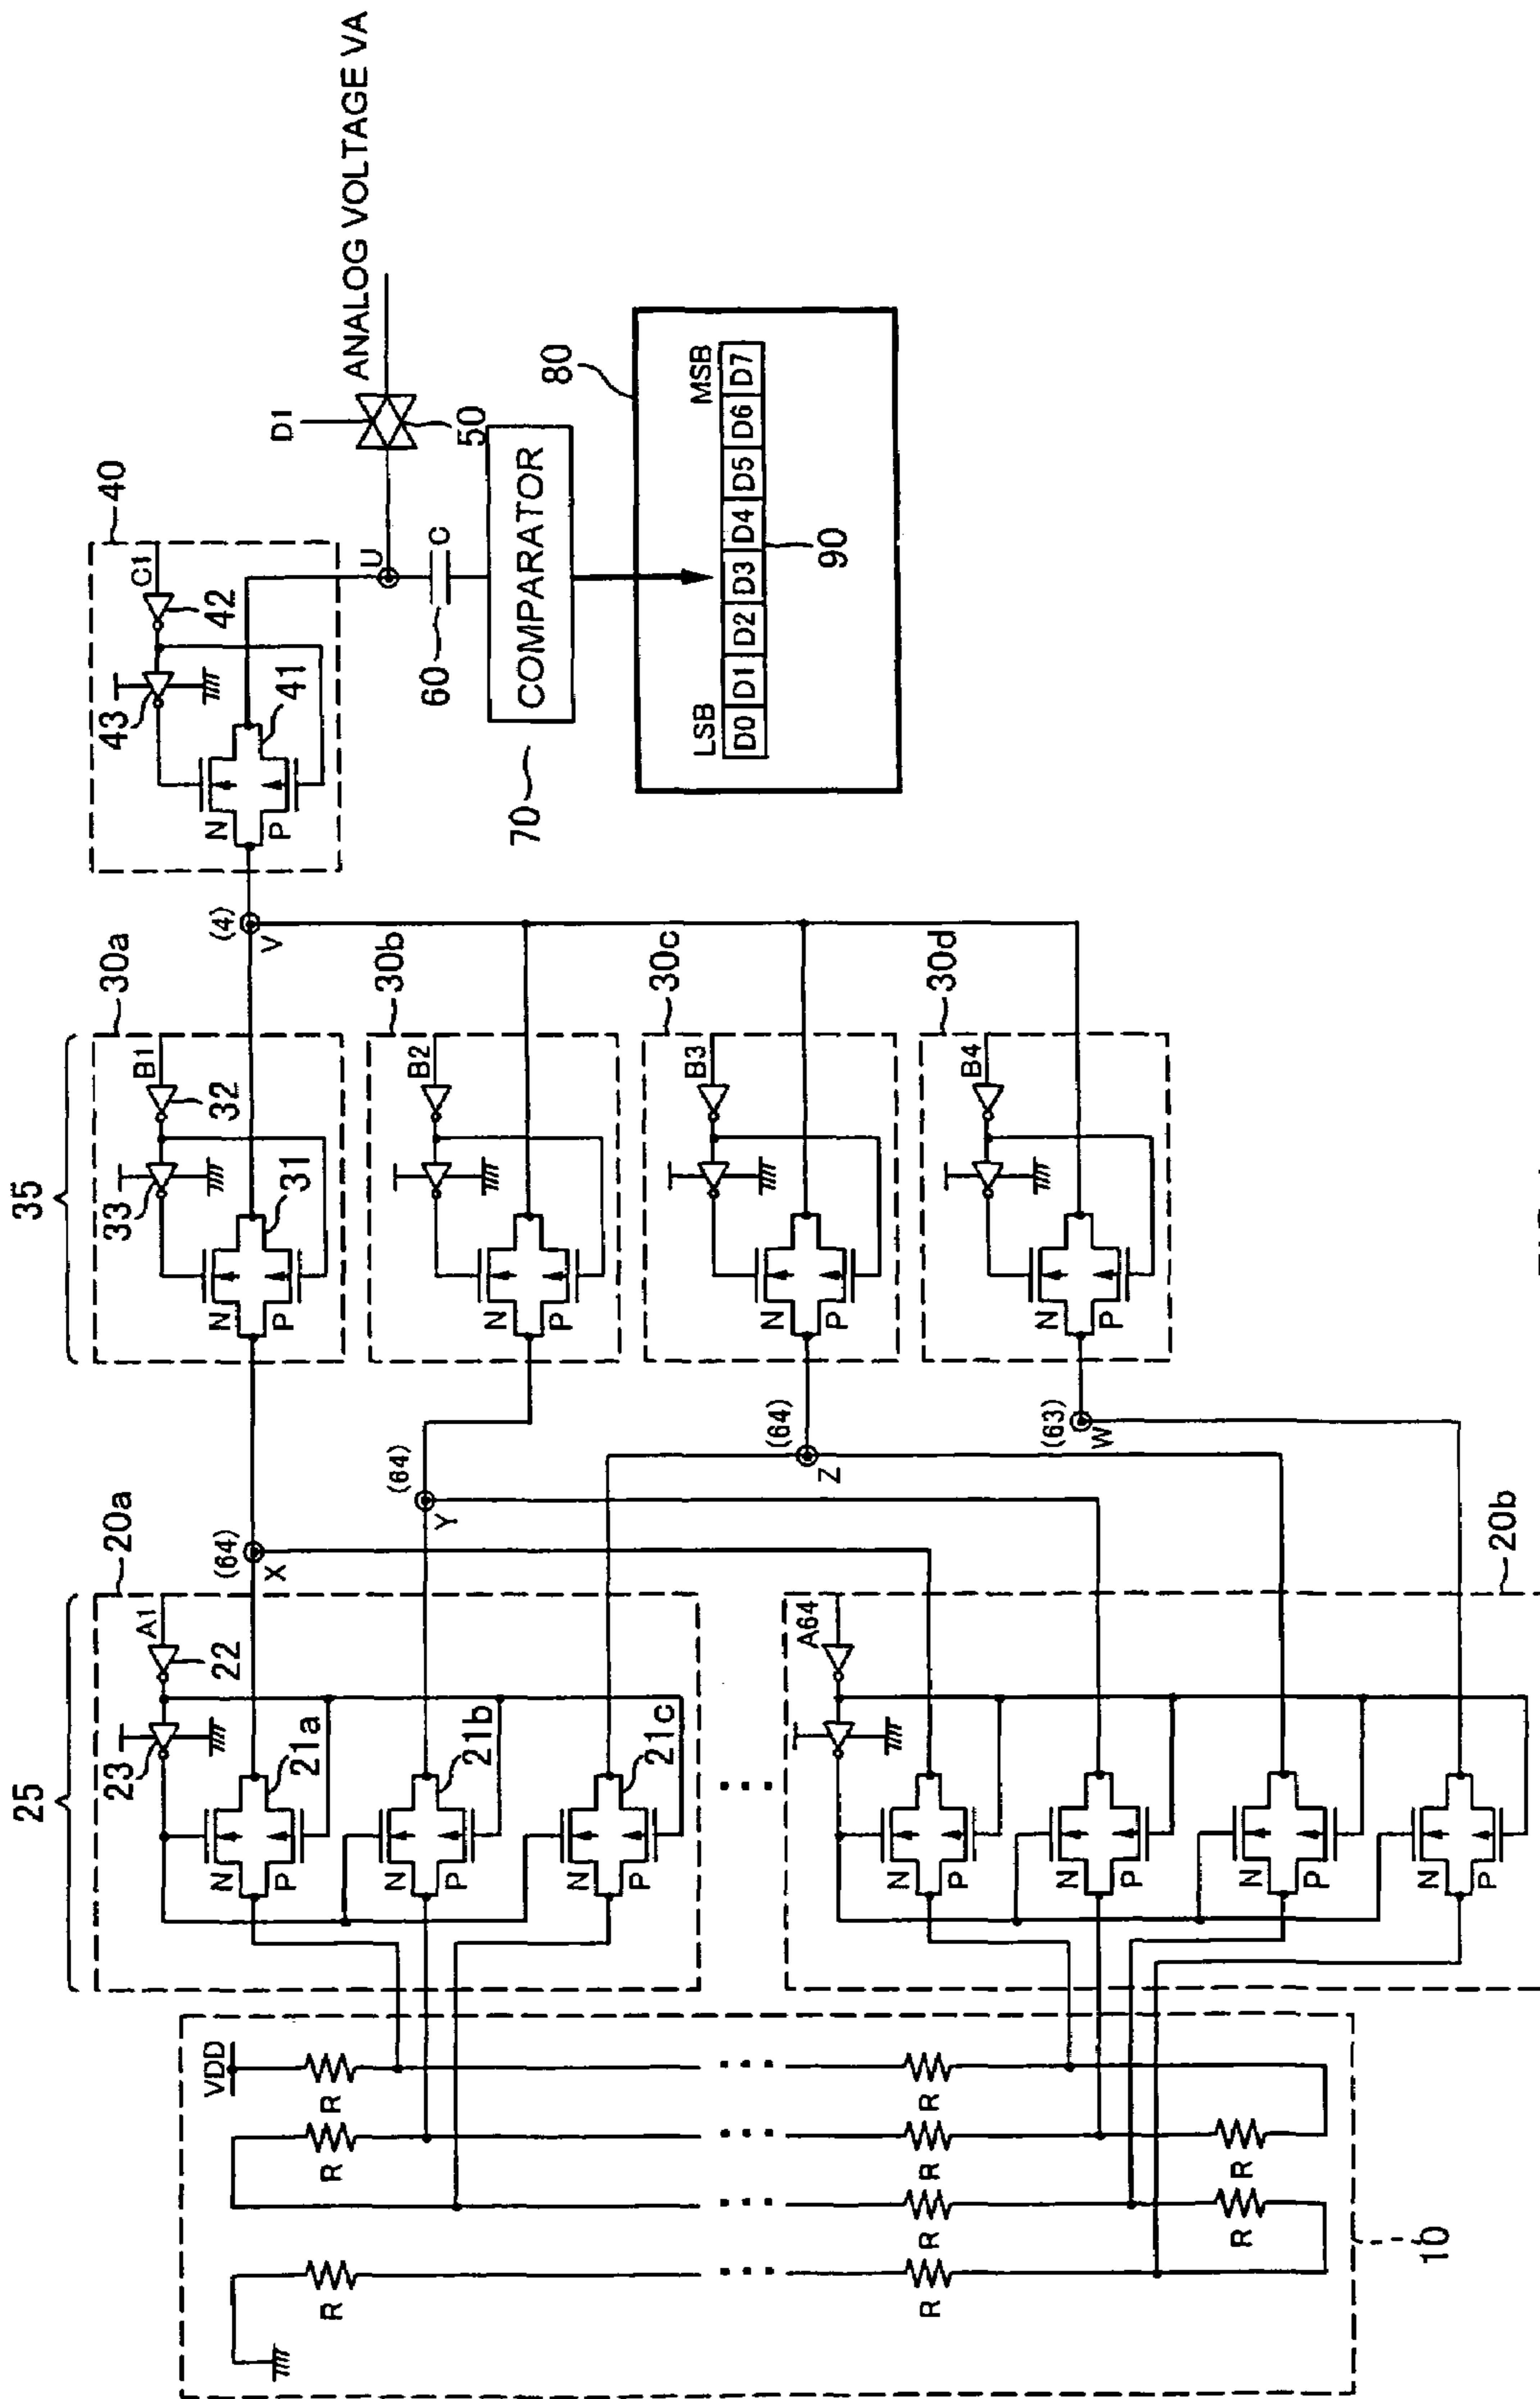 25
35
20a
30a
40
23
A1
22
33
B1
32
43
C1
42
(64)
X
(4)
V
VDD
N
P
21a
N
P
31
N
P
41
D1
ANALOG VOLTAGE VA
U
50
R
R
R
N
P
21b
(64)
Y
30b
B2
N
P
60
C
70
COMPARATOR
N
P
21c
30c
B3
N
P
(64)
Z
80
LSB
MSB
D0 D1 D2 D3 D4 D5 D6 D7
90
A64
N
P
30d
B4
N
P
(63)
W
R
R
R
R
N
P
N
P
R
R
N
P
10
20b